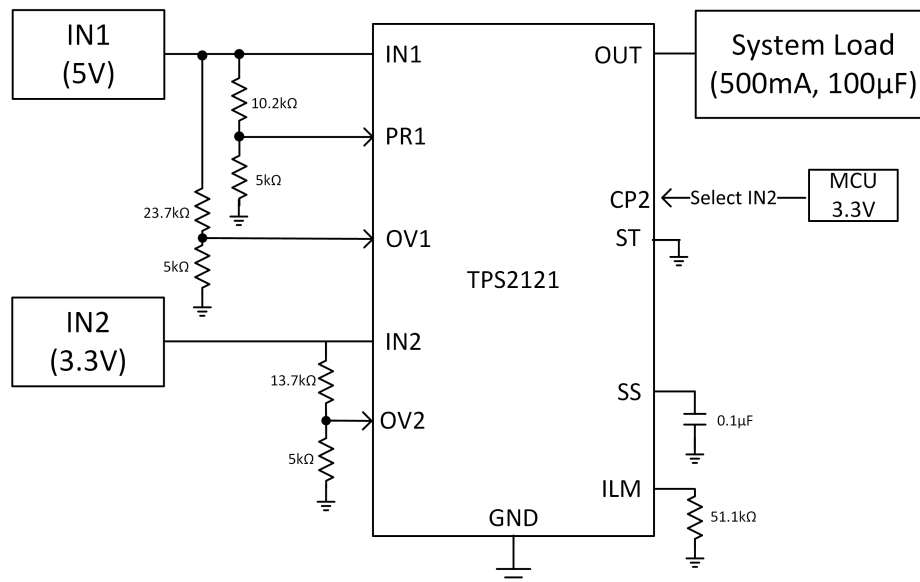 IN1
(5V)
10.2kΩ
5kΩ
23.7kΩ
5kΩ
IN2
(3.3V)
13.7kΩ
5kΩ
IN1
PR1
OV1
IN2
OV2
TPS2121
GND
OUT
CP2
ST
SS
ILM
System Load
(500mA, 100µF)
Select IN2
MCU
3.3V
0.1µF
51.1kΩ